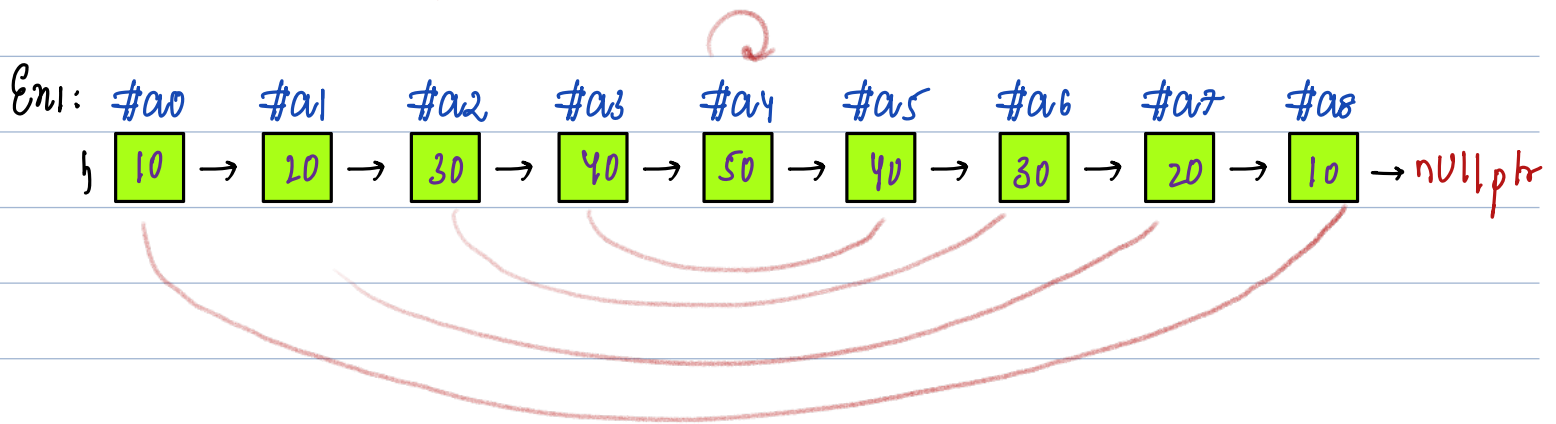 Ex1: #a0 #a1 #a2 #a3 #a4 #a5 #a6 #a7 #a8
h 10 → 20 → 30 → 40 → 50 → 40 → 30 → 20 → 10 → nullptr